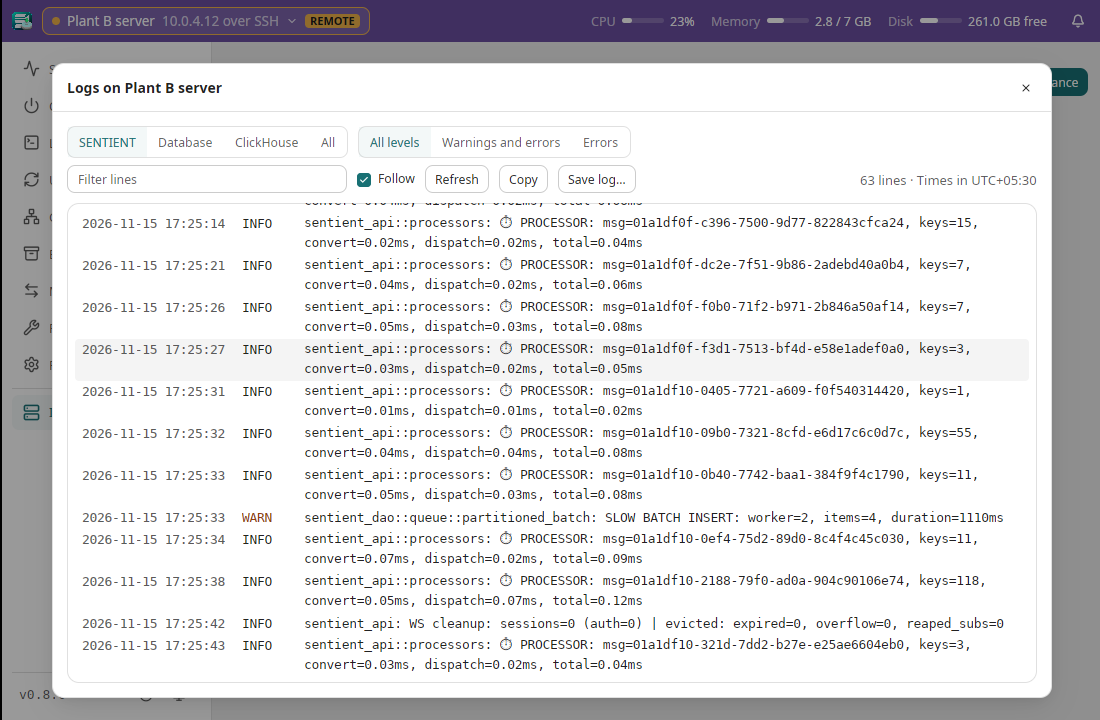 Plant B server 10.0.4.12 over SSH REMOTE CPU 23% Memory 2.8 / 7 GB Disk 261.0 GB free
Logs on Plant B server ×
SENTIENT Database ClickHouse All All levels Warnings and errors Errors
Filter lines Follow Refresh Copy Save log... 63 lines · Times in UTC+05:30
2026-11-15 17:25:14 INFO sentient_api::processors: ⏱ PROCESSOR: msg=01a1df0f-c396-7500-9d77-822843cfca24, keys=15,
convert=0.02ms, dispatch=0.02ms, total=0.04ms
2026-11-15 17:25:21 INFO sentient_api::processors: ⏱ PROCESSOR: msg=01a1df0f-dc2e-7f51-9b86-2adebd40a0b4, keys=7,
convert=0.04ms, dispatch=0.02ms, total=0.06ms
2026-11-15 17:25:26 INFO sentient_api::processors: ⏱ PROCESSOR: msg=01a1df0f-f0b0-71f2-b971-2b846a50af14, keys=7,
convert=0.05ms, dispatch=0.03ms, total=0.08ms
2026-11-15 17:25:27 INFO sentient_api::processors: ⏱ PROCESSOR: msg=01a1df0f-f3d1-7513-bf4d-e58e1adef0a0, keys=3,
convert=0.03ms, dispatch=0.02ms, total=0.05ms
2026-11-15 17:25:31 INFO sentient_api::processors: ⏱ PROCESSOR: msg=01a1df10-0405-7721-a609-f0f540314420, keys=1,
convert=0.01ms, dispatch=0.01ms, total=0.02ms
2026-11-15 17:25:32 INFO sentient_api::processors: ⏱ PROCESSOR: msg=01a1df10-09b0-7321-8cfd-e6d17c6c0d7c, keys=55,
convert=0.04ms, dispatch=0.04ms, total=0.08ms
2026-11-15 17:25:33 INFO sentient_api::processors: ⏱ PROCESSOR: msg=01a1df10-0b40-7742-baa1-384f9f4c1790, keys=11,
convert=0.05ms, dispatch=0.03ms, total=0.08ms
2026-11-15 17:25:33 WARN sentient_dao::queue::partitioned_batch: SLOW BATCH INSERT: worker=2, items=4, duration=1110ms
2026-11-15 17:25:34 INFO sentient_api::processors: ⏱ PROCESSOR: msg=01a1df10-0ef4-75d2-89d0-8c4f4c45c030, keys=11,
convert=0.07ms, dispatch=0.02ms, total=0.09ms
2026-11-15 17:25:38 INFO sentient_api::processors: ⏱ PROCESSOR: msg=01a1df10-2188-79f0-ad0a-904c90106e74, keys=118,
convert=0.05ms, dispatch=0.07ms, total=0.12ms
2026-11-15 17:25:42 INFO sentient_api: WS cleanup: sessions=0 (auth=0) | evicted: expired=0, overflow=0, reaped_subs=0
2026-11-15 17:25:43 INFO sentient_api::processors: ⏱ PROCESSOR: msg=01a1df10-321d-7dd2-b27e-e25ae6604eb0, keys=3,
convert=0.03ms, dispatch=0.02ms, total=0.04ms